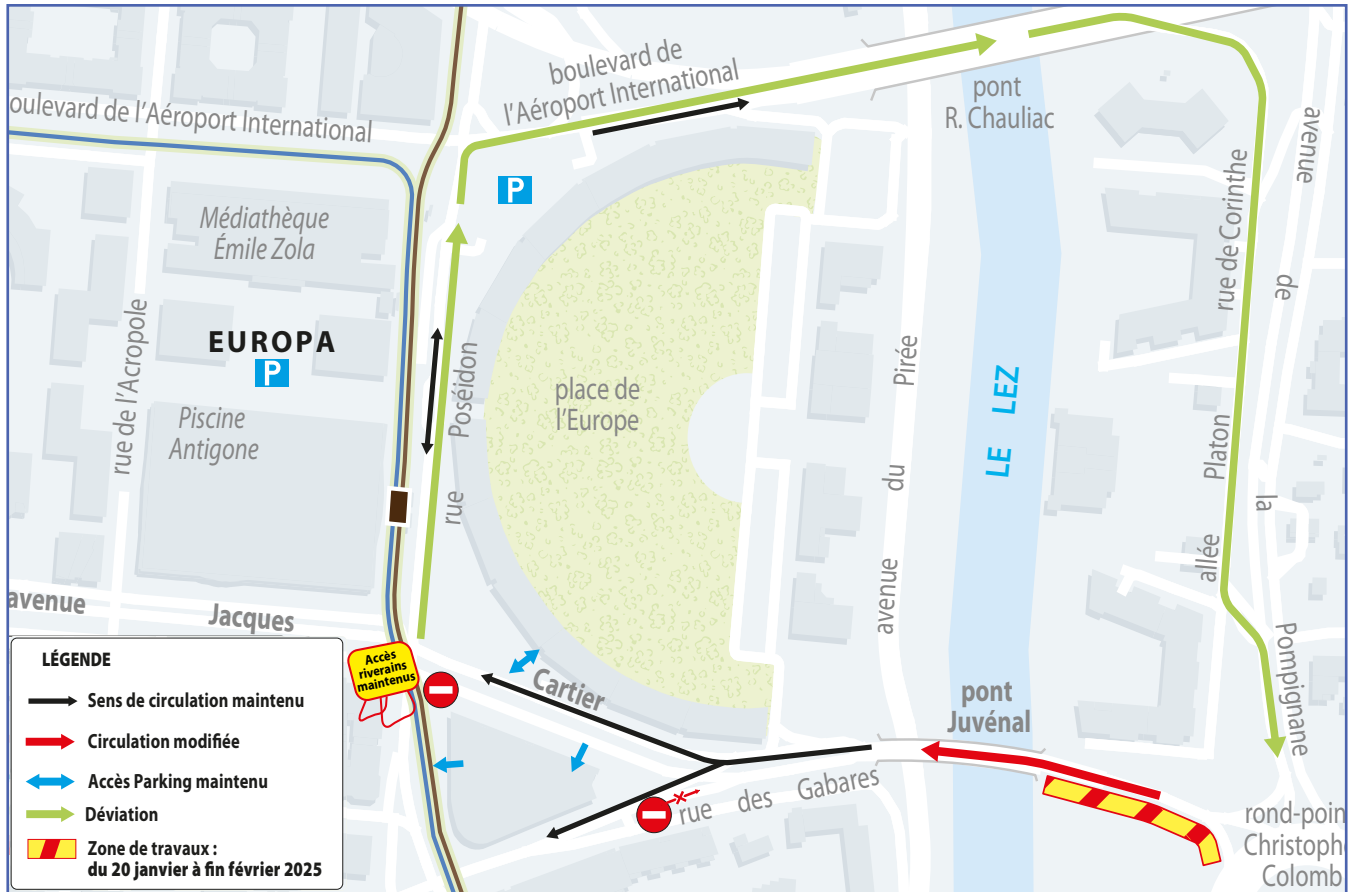 boulevard de
l'Aéroport International
oulevard de l'Aéroport International
pont
R. Chauliac
avenue
de
la
Pompignane
rue de Corinthe
P
Médiathèque
Émile Zola
EUROPA
P
Piscine
Antigone
rue de l'Acropole
rue Poséidon
place de
l'Europe
avenue du Pirée
LE LEZ
allée Platon
avenue Jacques Cartier
Accès
riverains
maintenus
pont
Juvénal
rue des Gabares
rond-poin
Christophe
Colomb
LÉGENDE
Sens de circulation maintenu
Circulation modifiée
Accès Parking maintenu
Déviation
Zone de travaux :
du 20 janvier à fin février 2025